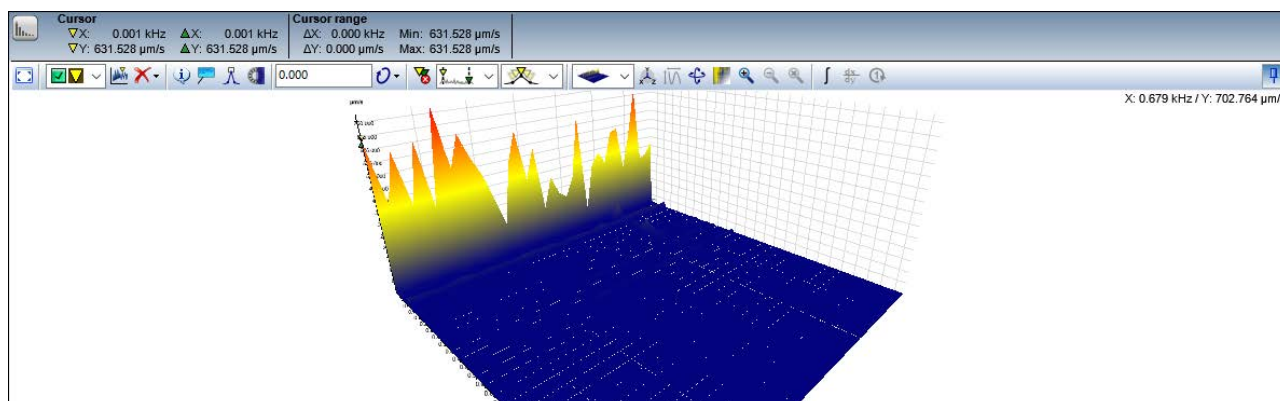 Cursor
▽X: 0.001 kHz △X: 0.001 kHz
▽Y: 631.528 µm/s △Y: 631.528 µm/s
Cursor range
ΔX: 0.000 kHz Min: 631.528 µm/s
ΔY: 0.000 µm/s Max: 631.528 µm/s
0.000
X: 0.679 kHz / Y: 702.764 µm/